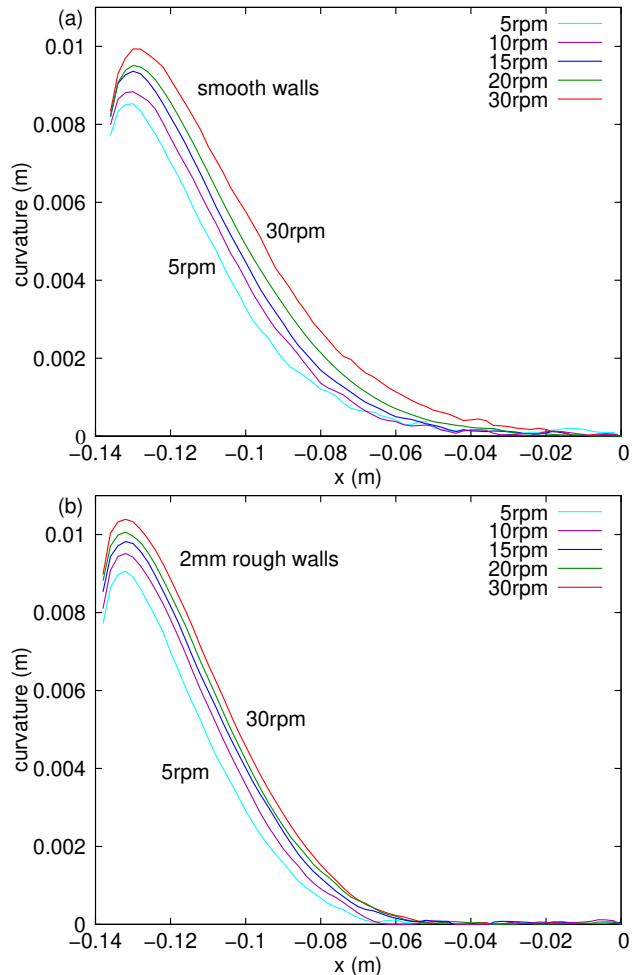 (a)
5rpm
10rpm
15rpm
20rpm
30rpm
smooth walls
30rpm
5rpm
curvature (m)
0.01
0.008
0.006
0.004
0.002
0
−0.14 −0.12 −0.1 −0.08 −0.06 −0.04 −0.02 0
x (m)
(b)
5rpm
10rpm
15rpm
20rpm
30rpm
2mm rough walls
30rpm
5rpm
curvature (m)
0.01
0.008
0.006
0.004
0.002
0
−0.14 −0.12 −0.1 −0.08 −0.06 −0.04 −0.02 0
x (m)